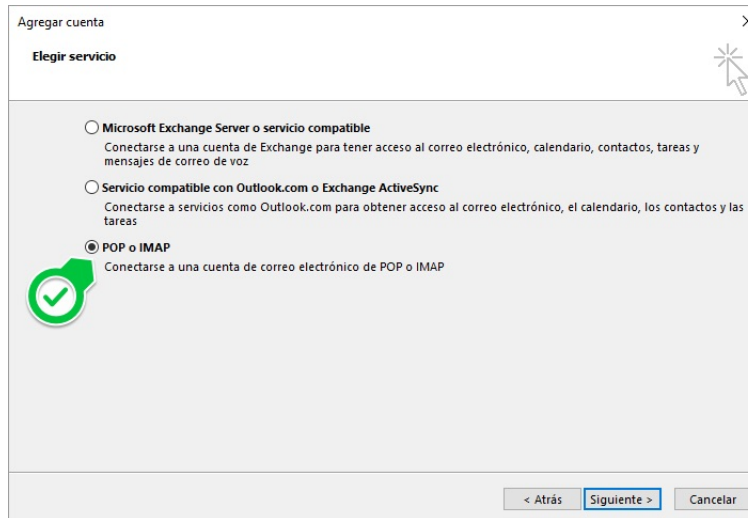 Agregar cuenta
Elegir servicio
Microsoft Exchange Server o servicio compatible
Conectarse a una cuenta de Exchange para tener acceso al correo electrónico, calendario, contactos, tareas y
mensajes de correo de voz
Servicio compatible con Outlook.com o Exchange ActiveSync
Conectarse a servicios como Outlook.com para obtener acceso al correo electrónico, el calendario, los contactos y las
tareas
POP o IMAP
Conectarse a una cuenta de correo electrónico de POP o IMAP
< Atrás Siguiente > Cancelar